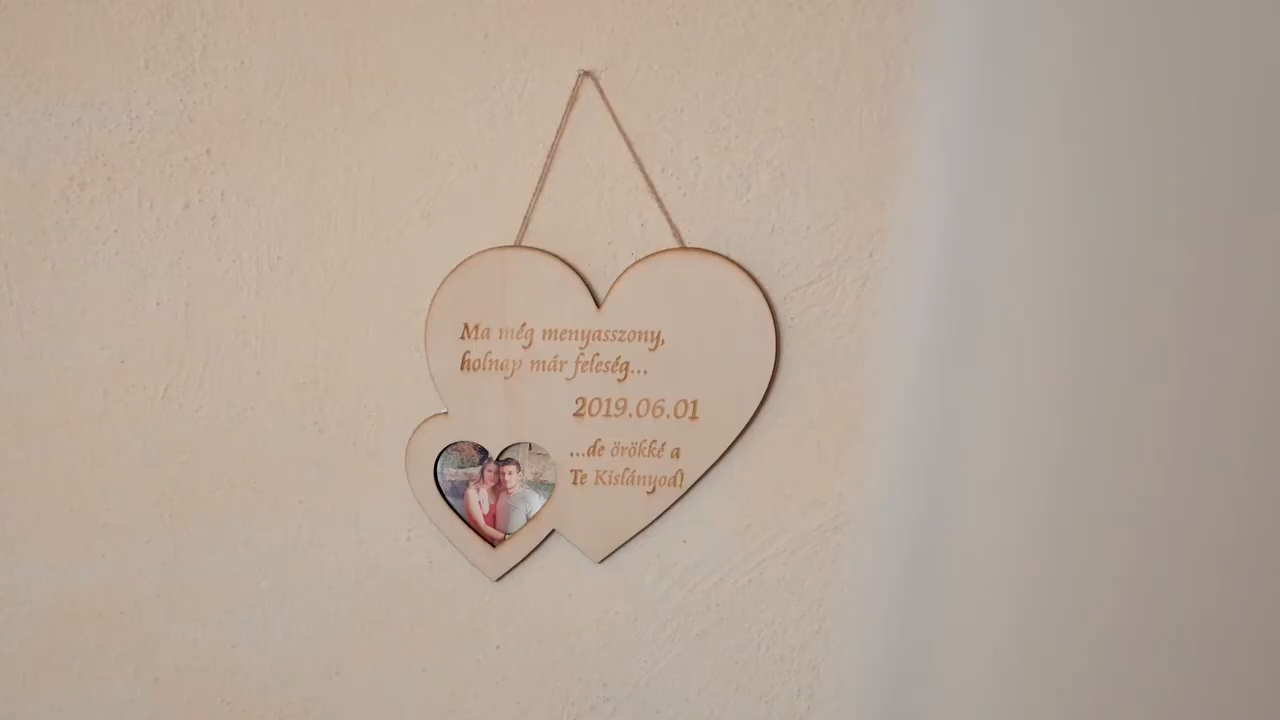 Ma még menyasszony,
holnap már feleség...
2019.06.01
...de örökké a
Te Kislányod!